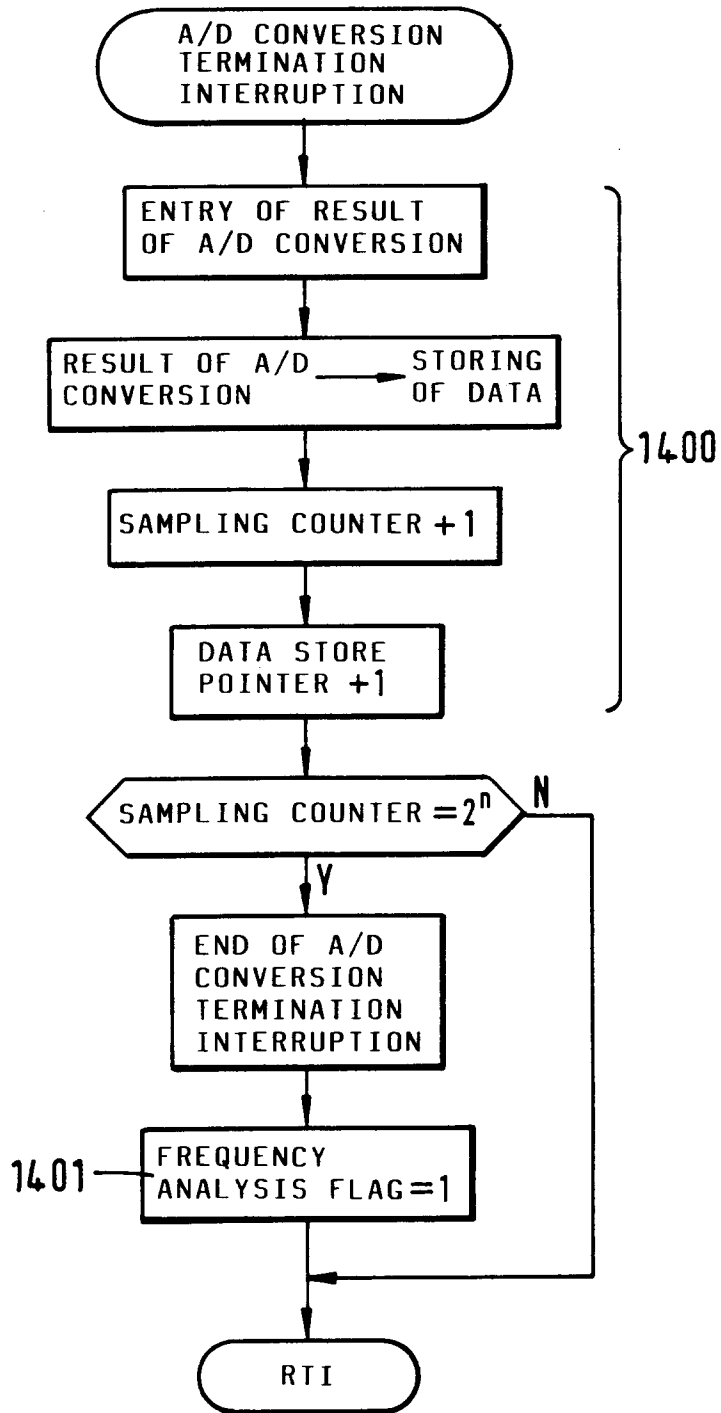 A/D CONVERSION
TERMINATION
INTERRUPTION
ENTRY OF RESULT
OF A/D CONVERSION
RESULT OF A/D CONVERSION → STORING OF DATA
1400
SAMPLING COUNTER +1
DATA STORE
POINTER +1
SAMPLING COUNTER = 2ⁿ
N
Y
END OF A/D
CONVERSION
TERMINATION
INTERRUPTION
1401
FREQUENCY
ANALYSIS FLAG = 1
RTI